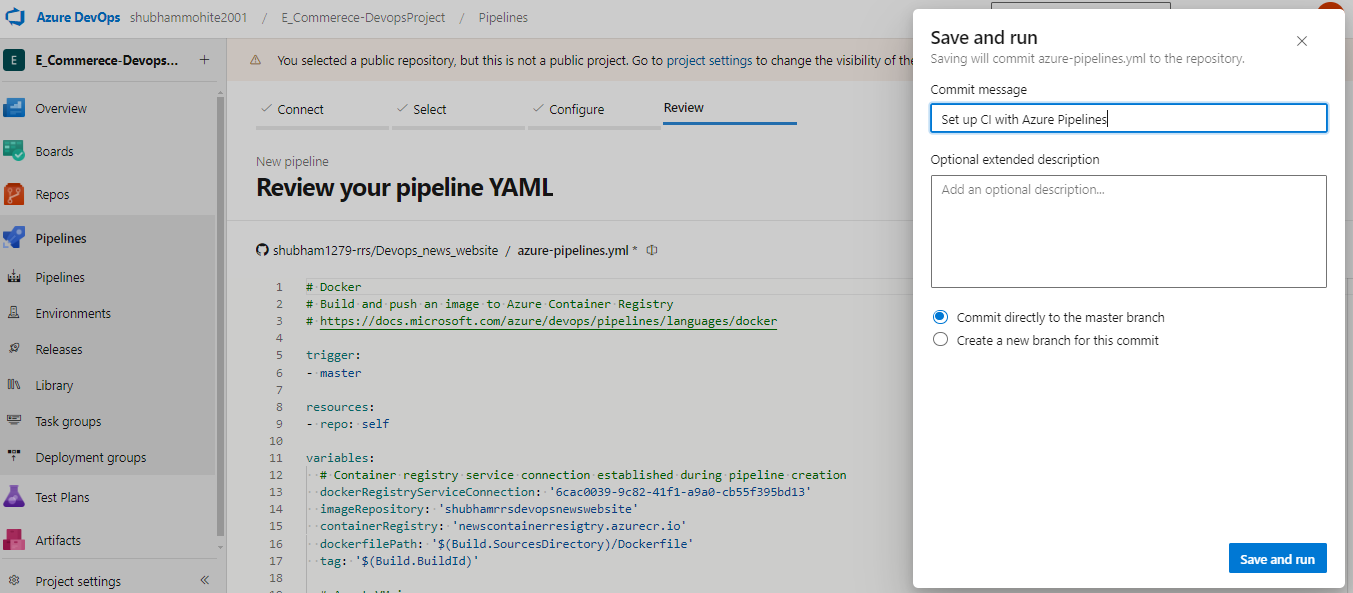 Azure DevOps shubhammohite2001 / E_Commerece-DevopsProject / Pipelines
E E_Commerece-Devops... +
Overview
Boards
Repos
Pipelines
Pipelines
Environments
Releases
Library
Task groups
Deployment groups
Test Plans
Artifacts
Project settings
You selected a public repository, but this is not a public project. Go to project settings to change the visibility of the
Connect
Select
Configure
Review
New pipeline
Review your pipeline YAML
shubham1279-rrs/Devops_news_website / azure-pipelines.yml *
1 # Docker
2 # Build and push an image to Azure Container Registry
3 # https://docs.microsoft.com/azure/devops/pipelines/languages/docker
4
5 trigger:
6 - master
7
8 resources:
9 - repo: self
10
11 variables:
12 # Container registry service connection established during pipeline creation
13 dockerRegistryServiceConnection: '6cac0039-9c82-41f1-a9a0-cb55f395bd13'
14 imageRepository: 'shubhamrrsdevopsnewswebsite'
15 containerRegistry: 'newscontainerresigtry.azurecr.io'
16 dockerfilePath: '$(Build.SourcesDirectory)/Dockerfile'
17 tag: '$(Build.BuildId)'
18
Save and run
Saving will commit azure-pipelines.yml to the repository.
Commit message
Set up CI with Azure Pipelines
Optional extended description
Add an optional description...
Commit directly to the master branch
Create a new branch for this commit
Save and run